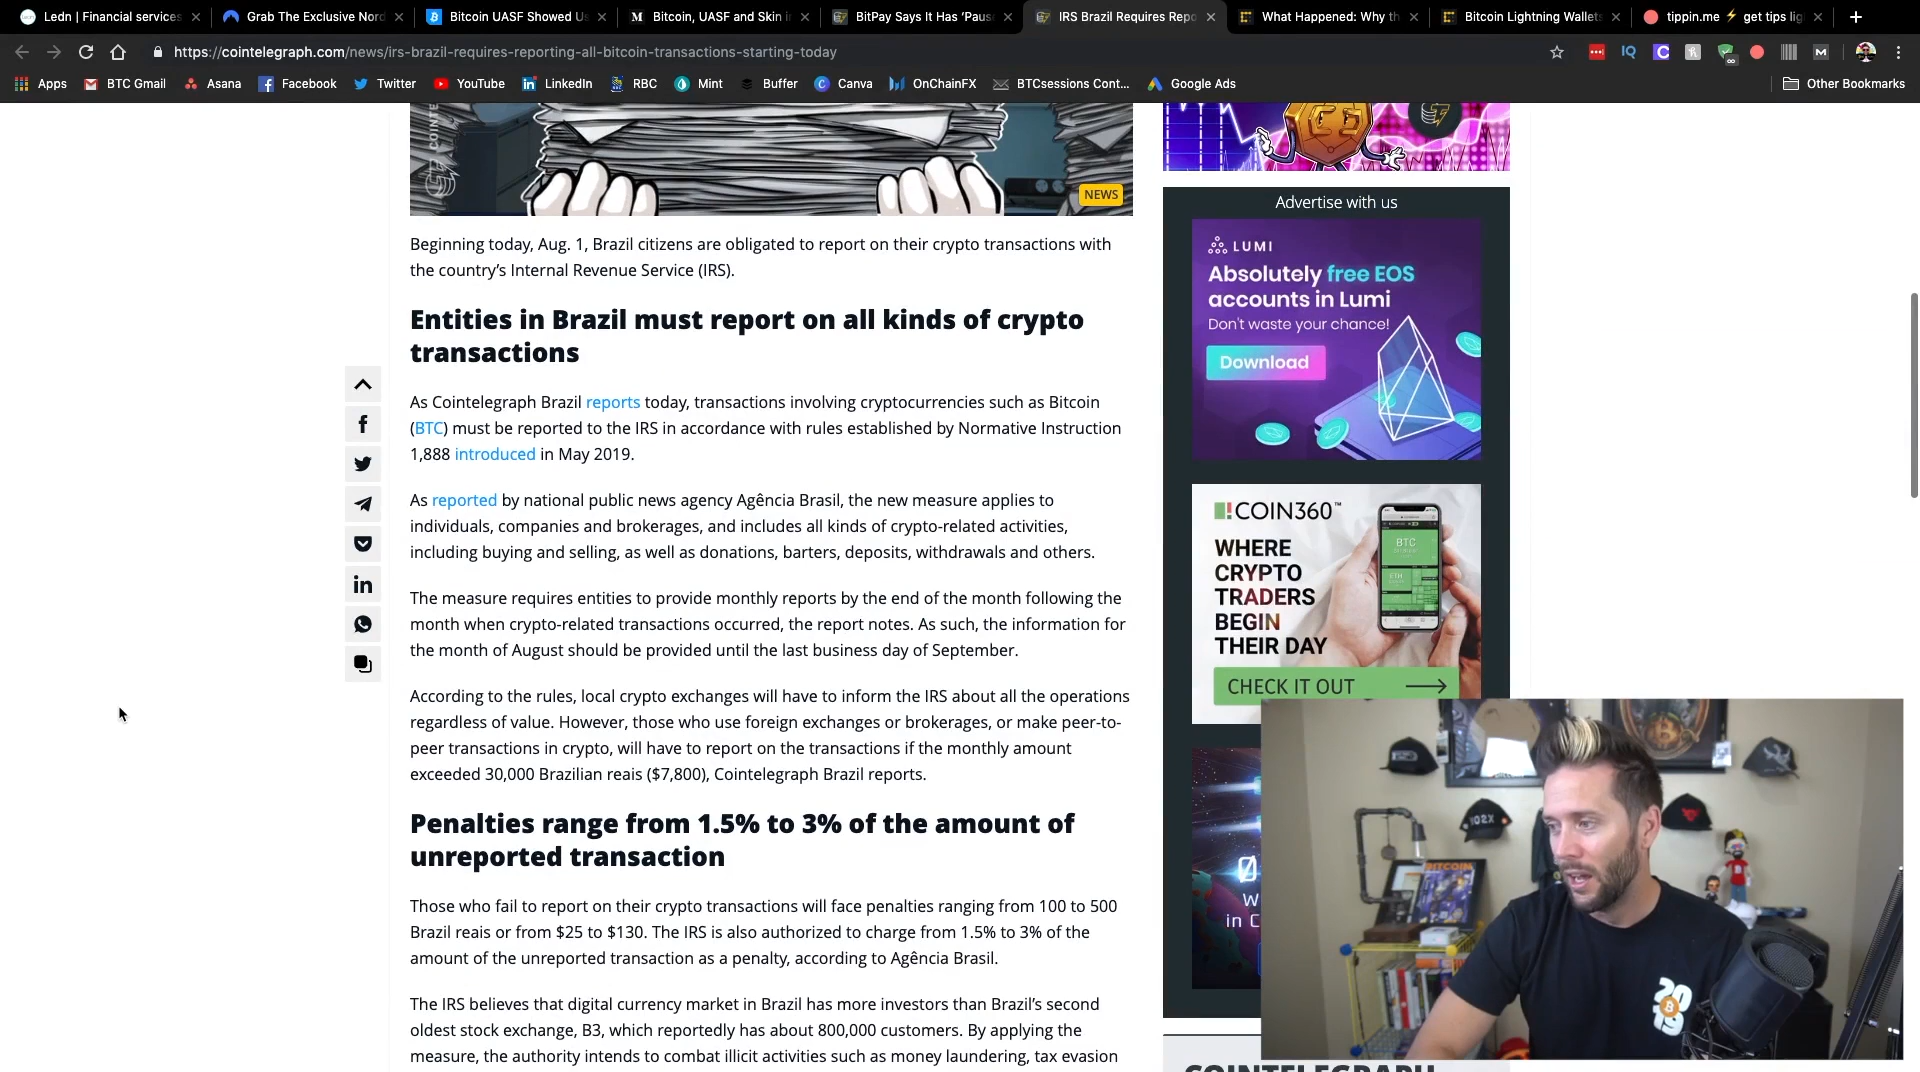 Ledn | Financial services
Grab The Exclusive Nord
Bitcoin UASF Showed Us
Bitcoin, UASF and Skin i
BitPay Says It Has 'Paus
IRS Brazil Requires Repo
What Happened: Why th
Bitcoin Lightning Wallets
tippin.me ⚡ get tips lig
https://cointelegraph.com/news/irs-brazil-requires-reporting-all-bitcoin-transactions-starting-today
Apps BTC Gmail Asana Facebook Twitter YouTube LinkedIn RBC Mint Buffer Canva OnChainFX BTCsessions Cont... Google Ads Other Bookmarks
NEWS
Beginning today, Aug. 1, Brazil citizens are obligated to report on their crypto transactions with
the country's Internal Revenue Service (IRS).
Entities in Brazil must report on all kinds of crypto
transactions
As Cointelegraph Brazil reports today, transactions involving cryptocurrencies such as Bitcoin
(BTC) must be reported to the IRS in accordance with rules established by Normative Instruction
1,888 introduced in May 2019.
As reported by national public news agency Agência Brasil, the new measure applies to
individuals, companies and brokerages, and includes all kinds of crypto-related activities,
including buying and selling, as well as donations, barters, deposits, withdrawals and others.
The measure requires entities to provide monthly reports by the end of the month following the
month when crypto-related transactions occurred, the report notes. As such, the information for
the month of August should be provided until the last business day of September.
According to the rules, local crypto exchanges will have to inform the IRS about all the operations
regardless of value. However, those who use foreign exchanges or brokerages, or make peer-to-
peer transactions in crypto, will have to report on the transactions if the monthly amount
exceeded 30,000 Brazilian reais ($7,800), Cointelegraph Brazil reports.
Penalties range from 1.5% to 3% of the amount of
unreported transaction
Those who fail to report on their crypto transactions will face penalties ranging from 100 to 500
Brazil reais or from $25 to $130. The IRS is also authorized to charge from 1.5% to 3% of the
amount of the unreported transaction as a penalty, according to Agência Brasil.
The IRS believes that digital currency market in Brazil has more investors than Brazil's second
oldest stock exchange, B3, which reportedly has about 800,000 customers. By applying the
measure, the authority intends to combat illicit activities such as money laundering, tax evasion
Advertise with us
LUMI
Absolutely free EOS
accounts in Lumi
Don't waste your chance!
Download
COIN360™
WHERE
CRYPTO
TRADERS
BEGIN
THEIR DAY
BTC
ETH
CHECK IT OUT
W
in C
COINTELEGRAPH
NO2X
BITCOIN
2019